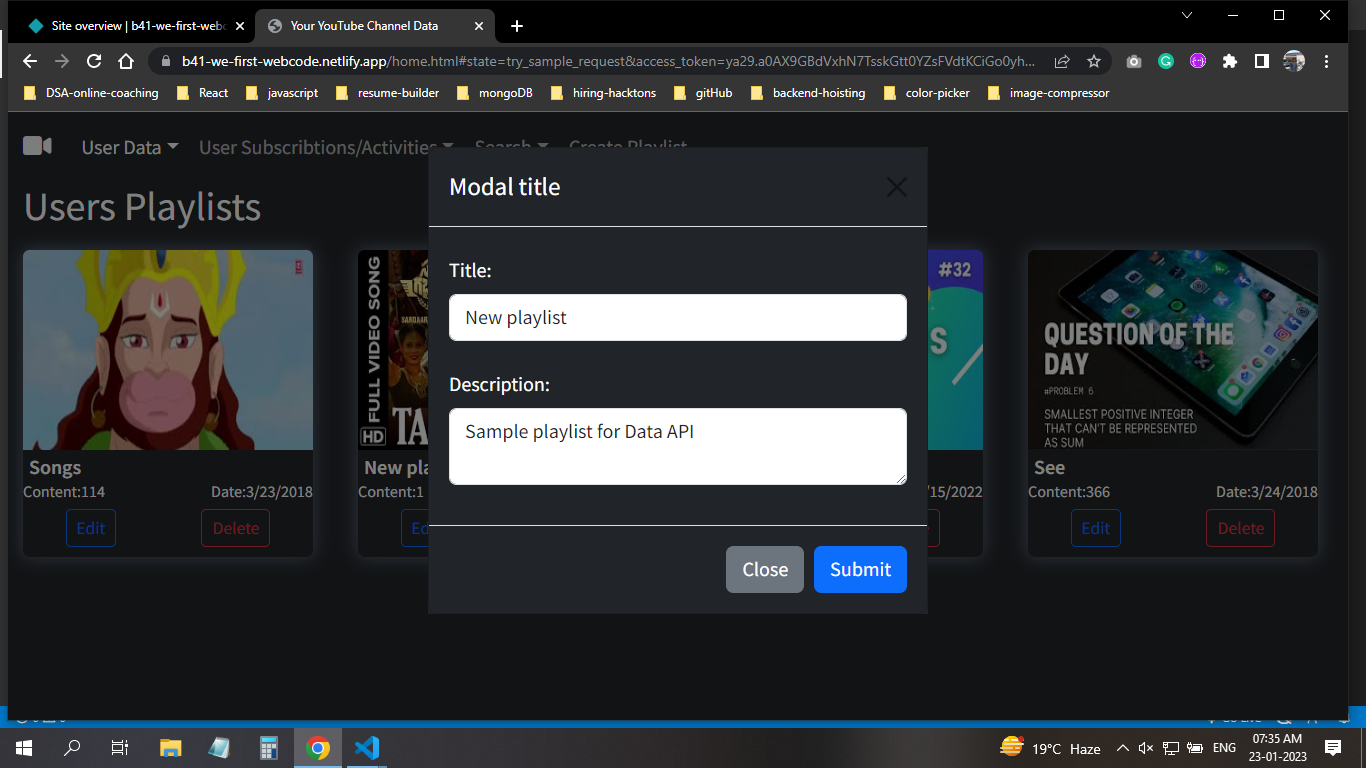 Site overview | b41-we-first-webc
Your YouTube Channel Data
b41-we-first-webcode.netlify.app/home.html#state=try_sample_request&access_token=ya29.a0AX9GBdVxhN7TsskGtt0YZsFVdtKCiGo0yh...
DSA-online-coaching React javascript resume-builder mongoDB hiring-hacktons gitHub backend-hoisting color-picker image-compressor
User Data User Subscribtions/Activities Search Create Playlist
Users Playlists
Modal title
Title:
New playlist
Description:
Sample playlist for Data API
Close Submit
FULL VIDEO SONG
HD
SARDAAR
TA
Songs
Content:114 Date:3/23/2018
Edit Delete
New pla
Content:1
Ed
#32
S
/15/2022
QUESTION OF THE
DAY
#PROBLEM 6
SMALLEST POSITIVE INTEGER
THAT CAN'T BE REPRESENTED
AS SUM
See
Content:366 Date:3/24/2018
Edit Delete
19°C Haze
ENG
07:35 AM
23-01-2023